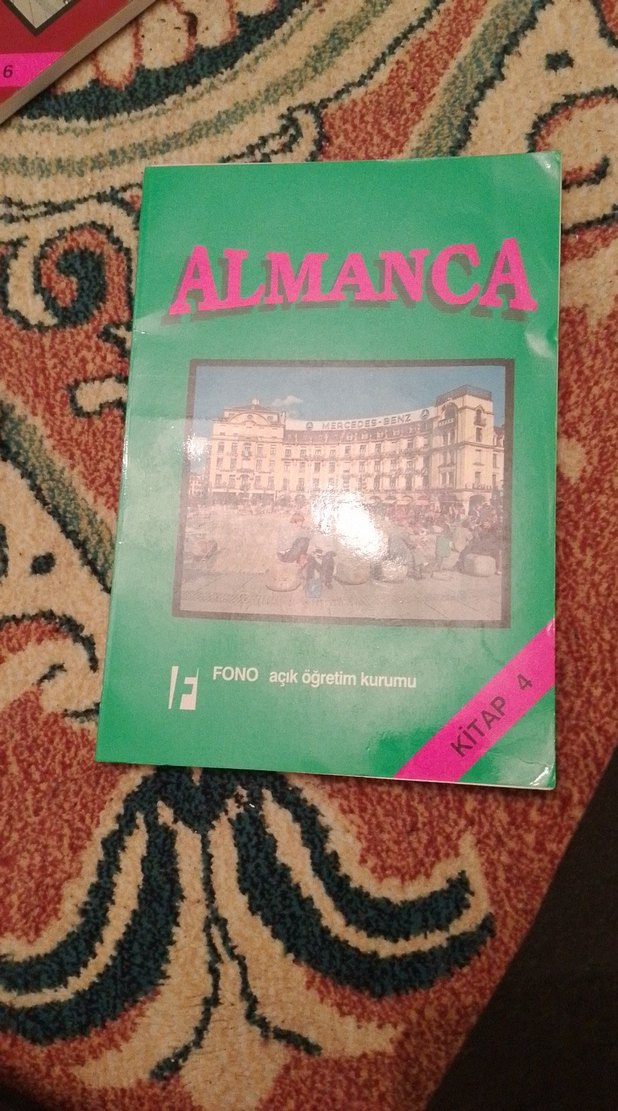 6
ALMANCA
MERCEDES-BENZ
F
FONO açık öğretim kurumu
KİTAP 4